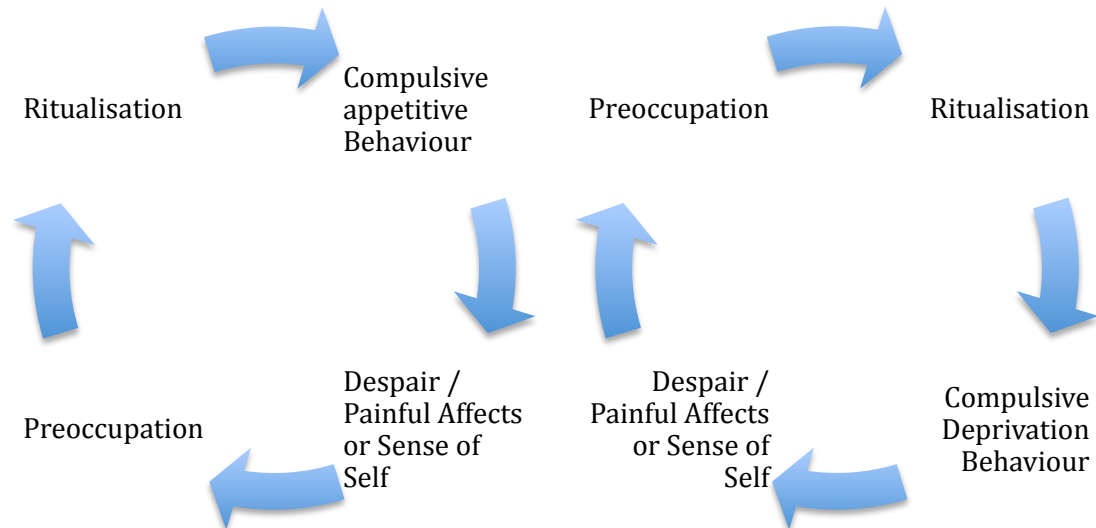 Ritualisation
Compulsive
appetitive
Behaviour
Preoccupation
Despair /
Painful Affects
or Sense of
Self
Preoccupation
Ritualisation
Despair /
Painful Affects
or Sense of
Self
Compulsive
Deprivation
Behaviour